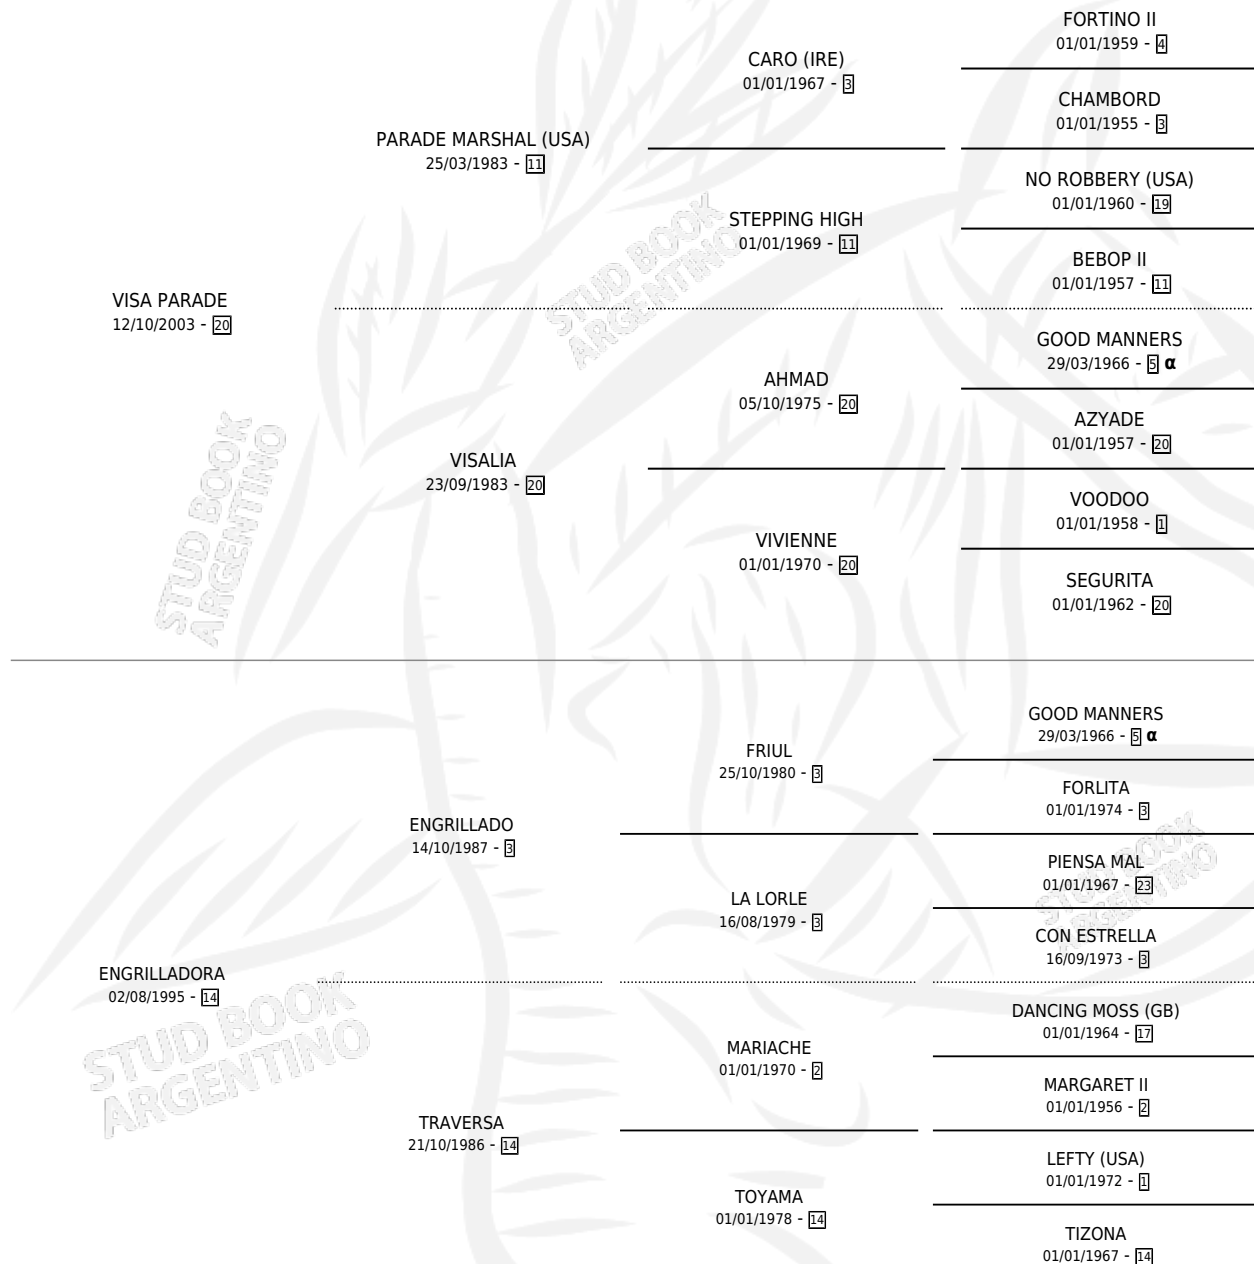 FORTINO II
01/01/1959 - 4
CARO (IRE)
01/01/1967 - 3
CHAMBORD
01/01/1955 - 3
PARADE MARSHAL (USA)
25/03/1983 - 11
NO ROBBERY (USA)
01/01/1960 - 19
STEPPING HIGH
01/01/1969 - 11
BEBOP II
01/01/1957 - 11
VISA PARADE
12/10/2003 - 20
GOOD MANNERS
29/03/1966 - 5 α
AHMAD
05/10/1975 - 20
AZYADE
01/01/1957 - 20
VISALIA
23/09/1983 - 20
VOODOO
01/01/1958 - 1
VIVIENNE
01/01/1970 - 20
SEGURITA
01/01/1962 - 20
STUD BOOK
ARGENTINO
STUD BOOK
ARGENTINO
GOOD MANNERS
29/03/1966 - 5 α
FRIUL
25/10/1980 - 3
FORLITA
01/01/1974 - 3
ENGRILLADO
14/10/1987 - 3
PIENSA MAL
01/01/1967 - 23
LA LORLE
16/08/1979 - 3
CON ESTRELLA
16/09/1973 - 3
ENGRILLADORA
02/08/1995 - 14
DANCING MOSS (GB)
01/01/1964 - 17
MARIACHE
01/01/1970 - 2
MARGARET II
01/01/1956 - 2
TRAVERSA
21/10/1986 - 14
LEFTY (USA)
01/01/1972 - 1
TOYAMA
01/01/1978 - 14
TIZONA
01/01/1967 - 14
STUD BOOK
ARGENTINO
STUD BOOK
ARGENTINO